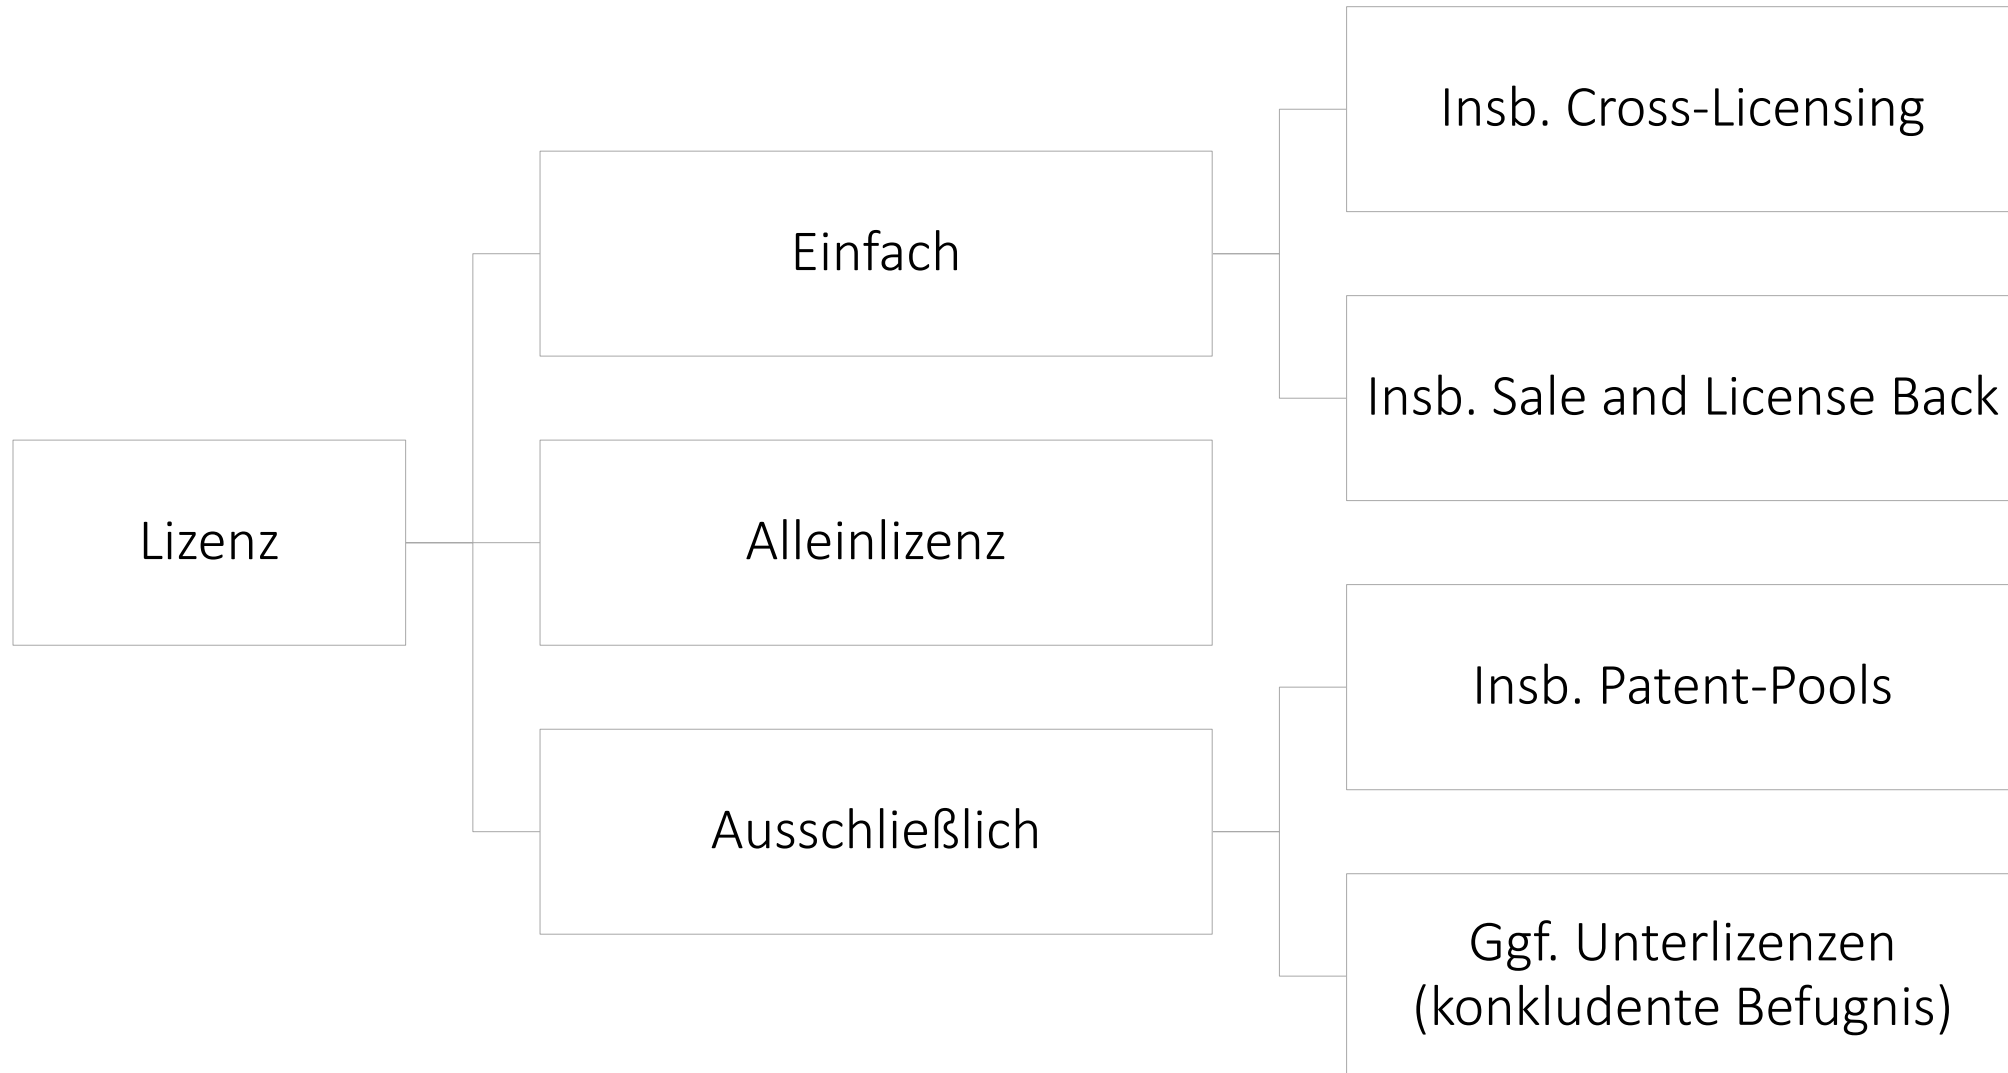 Lizenz
Einfach
Insb. Cross-Licensing
Insb. Sale and License Back
Alleinlizenz
Ausschließlich
Insb. Patent-Pools
Ggf. Unterlizenzen
(konkludente Befugnis)